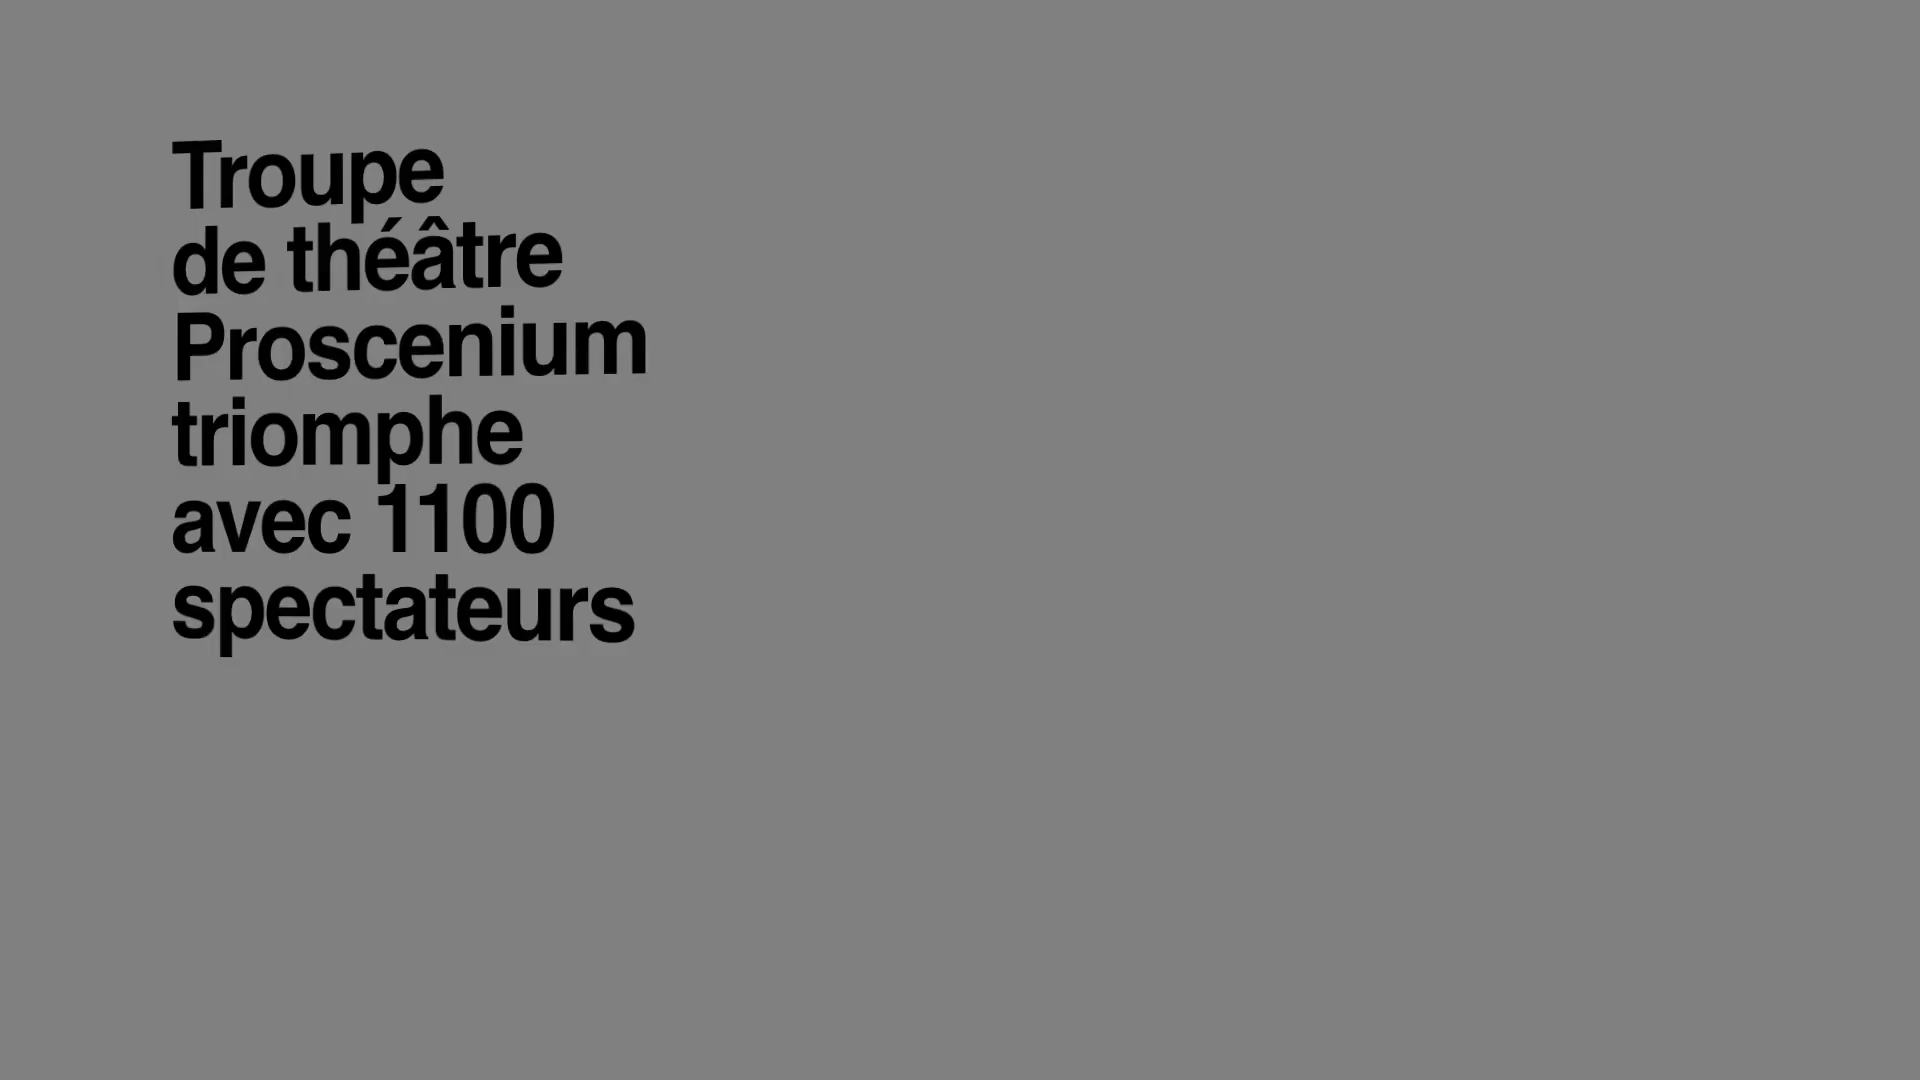 Troupe
de théâtre
Proscenium
triomphe
avec 1100
spectateurs